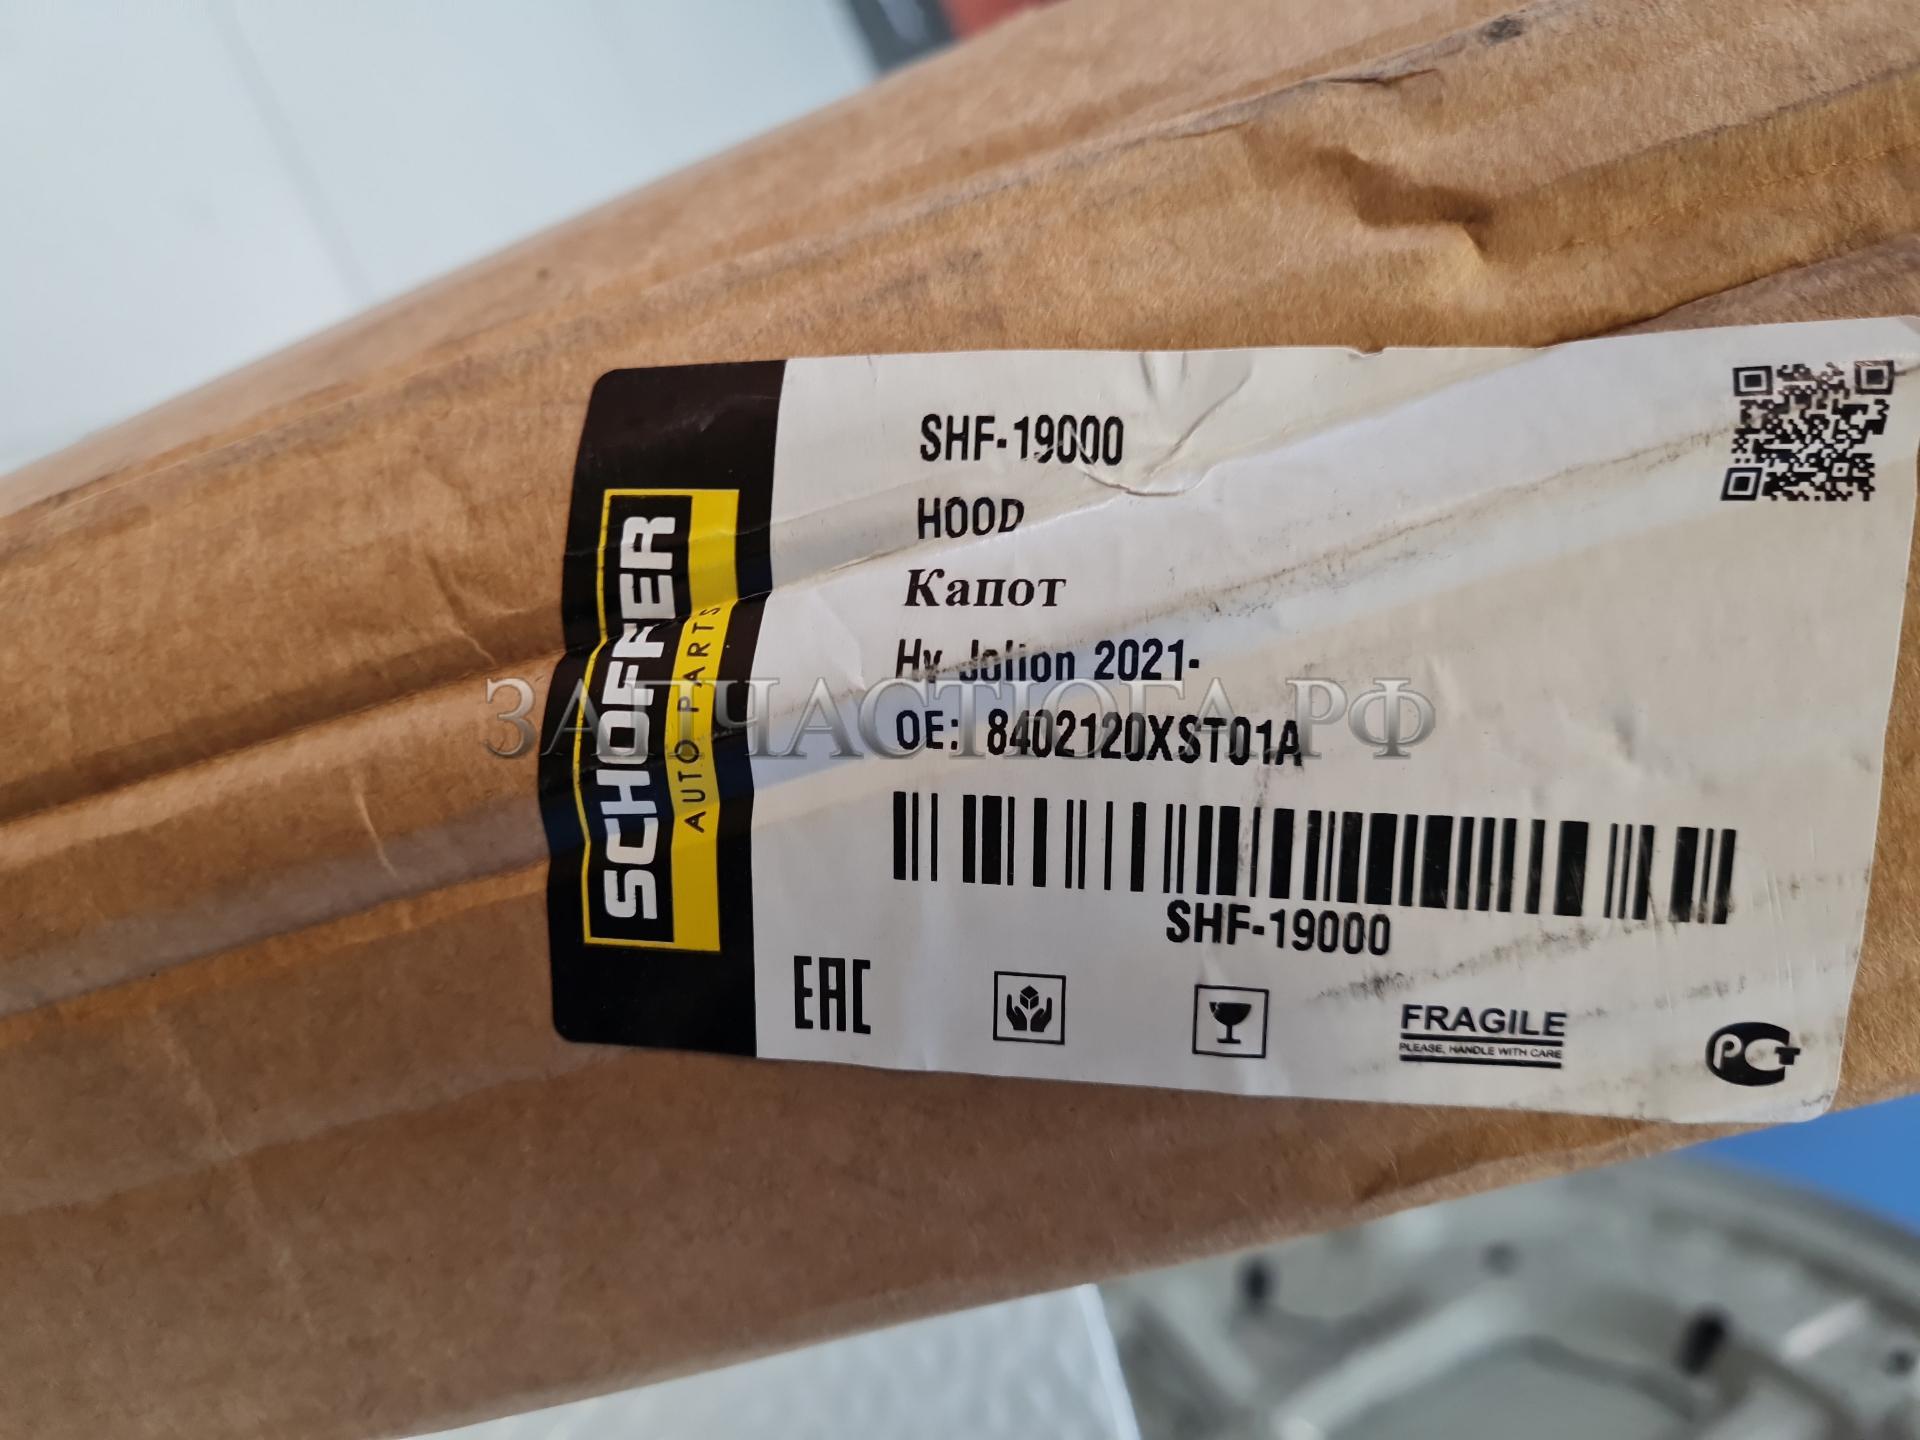 SCHOFFER
AUTO PARTS
SHF-19000
HOOD
Капот
Hv Jolion 2021-
OE: 8402120XST01A
ЗАПЧАСТЮГА.РФ
SHF-19000
EAC
FRAGILE
PLEASE, HANDLE WITH CARE
РСТ